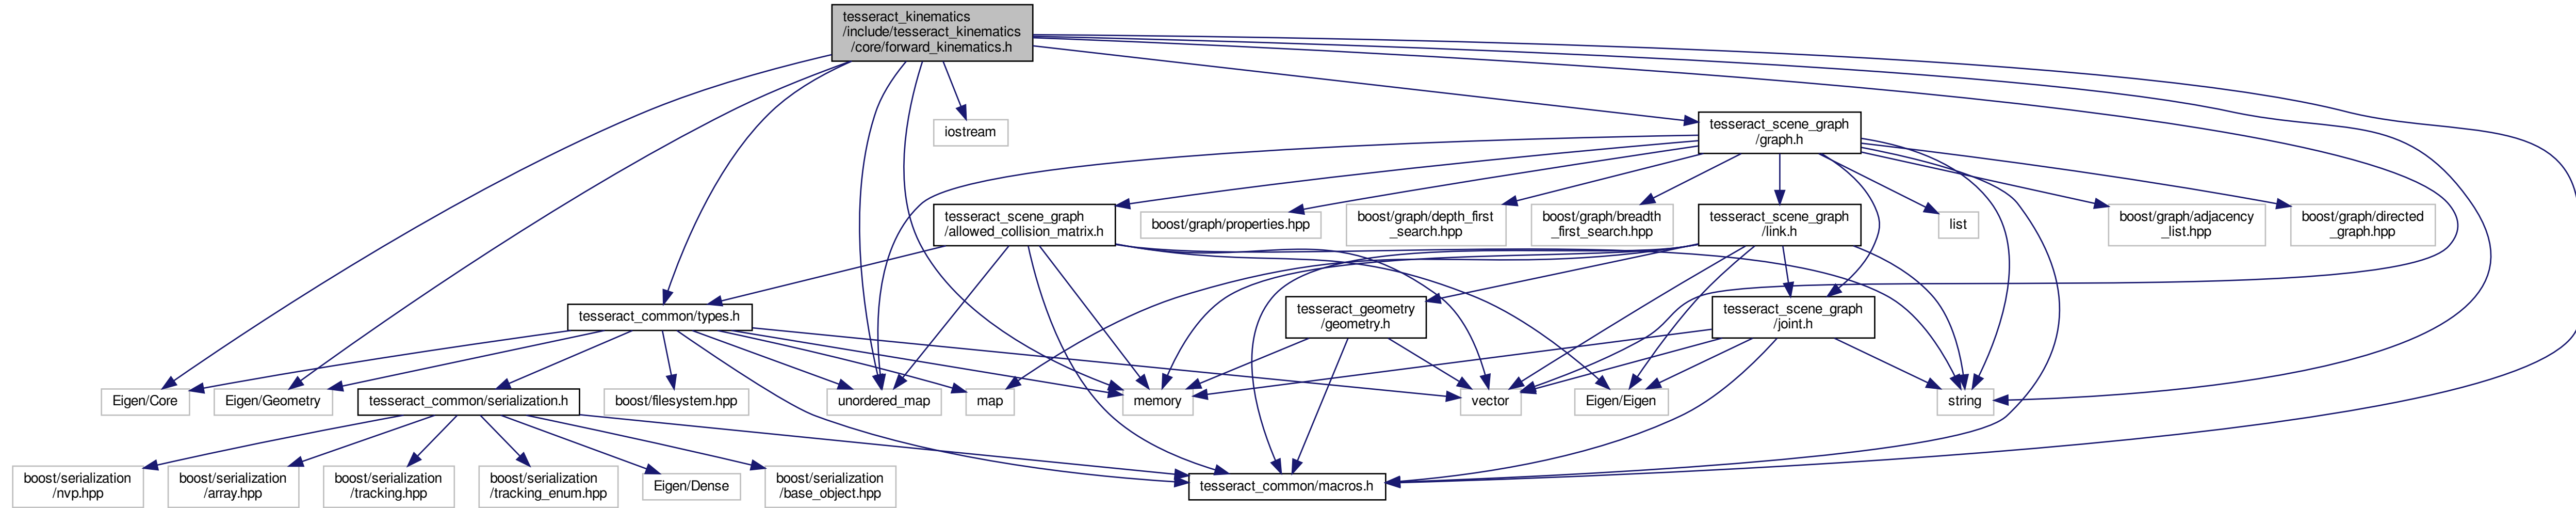 tesseract_kinematics
/include/tesseract_kinematics
/core/forward_kinematics.h
iostream
tesseract_scene_graph
/graph.h
tesseract_scene_graph
/allowed_collision_matrix.h
boost/graph/properties.hpp
boost/graph/depth_first
_search.hpp
boost/graph/breadth
_first_search.hpp
tesseract_scene_graph
/link.h
list
boost/graph/adjacency
_list.hpp
boost/graph/directed
_graph.hpp
tesseract_common/types.h
tesseract_geometry
/geometry.h
tesseract_scene_graph
/joint.h
Eigen/Core
Eigen/Geometry
tesseract_common/serialization.h
boost/filesystem.hpp
unordered_map
map
memory
vector
Eigen/Eigen
string
boost/serialization
/nvp.hpp
boost/serialization
/array.hpp
boost/serialization
/tracking.hpp
boost/serialization
/tracking_enum.hpp
Eigen/Dense
boost/serialization
/base_object.hpp
tesseract_common/macros.h